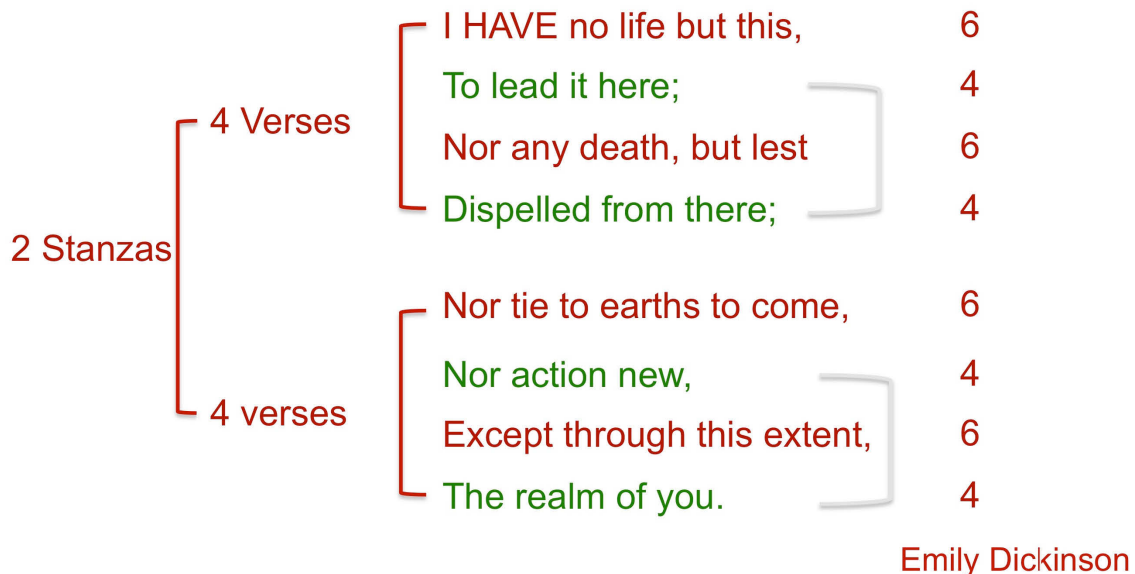 I HAVE no life but this, 6
To lead it here; 4
4 Verses
Nor any death, but lest 6
Dispelled from there; 4
2 Stanzas
Nor tie to earths to come, 6
Nor action new, 4
4 verses
Except through this extent, 6
The realm of you. 4
Emily Dickinson